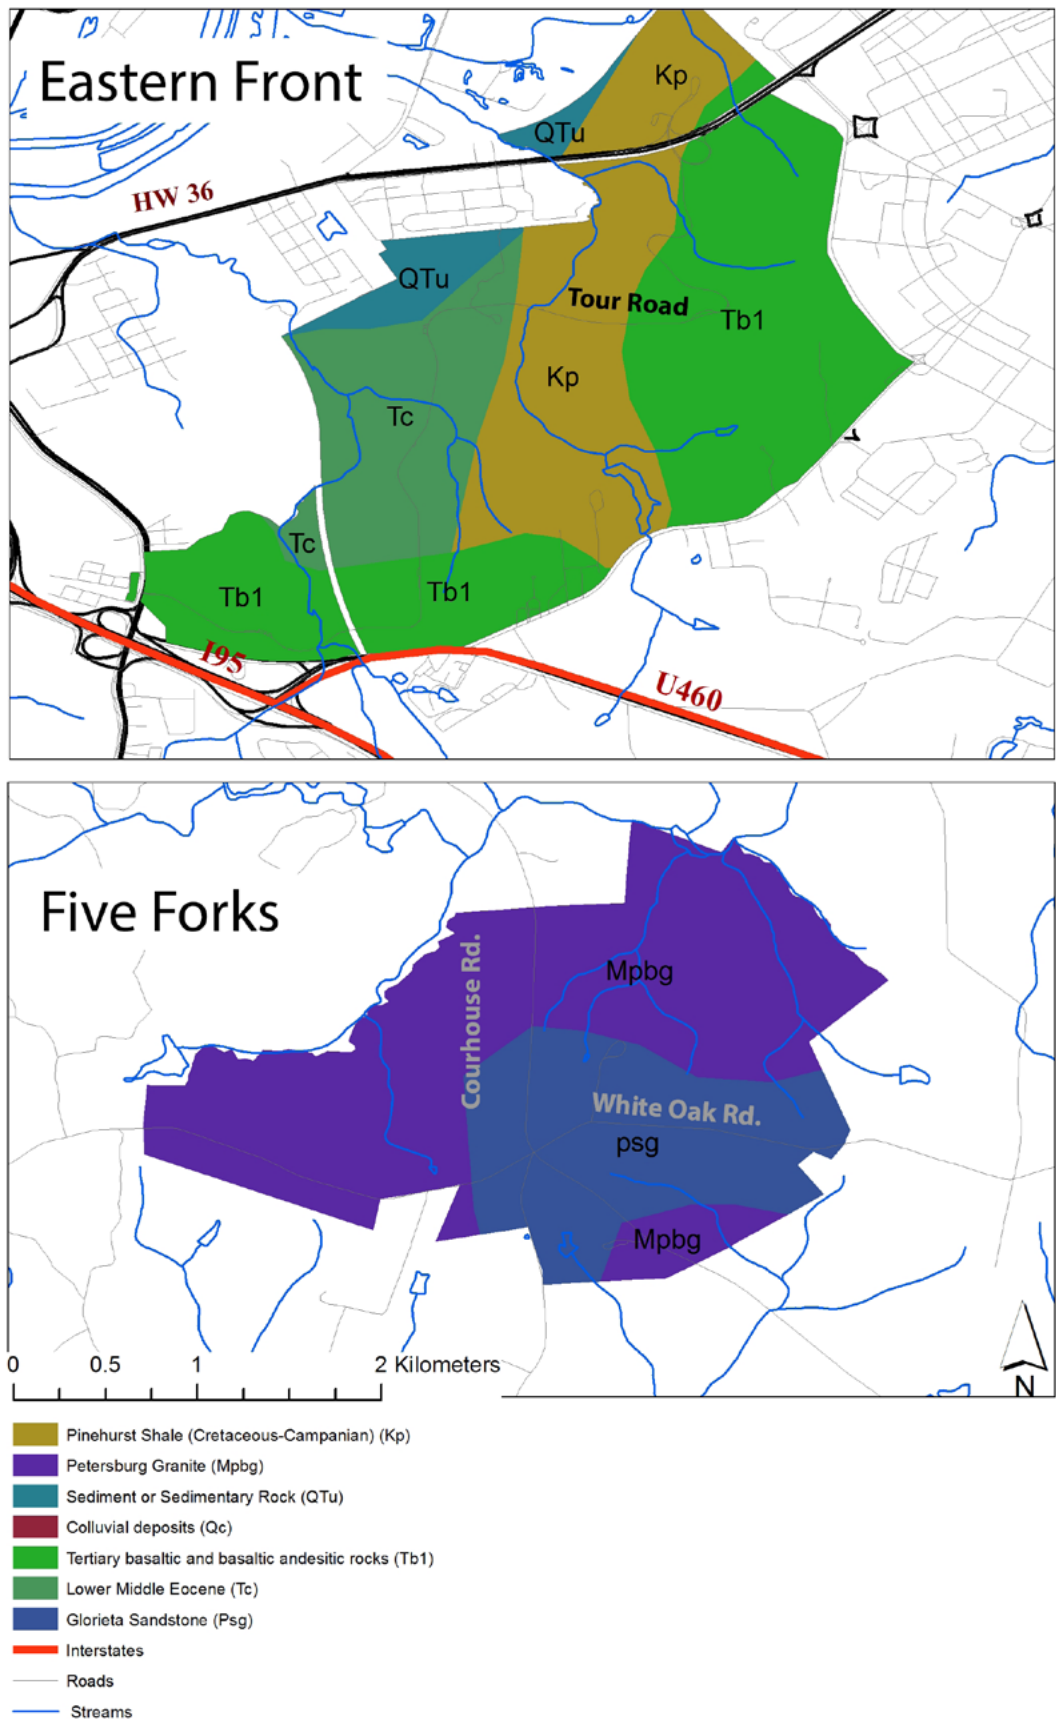 Eastern Front
Kp
QTu
HW 36
QTu
Tour Road
Tb1
Kp
Tc
Tc
Tb1
Tb1
I95
U460
Five Forks
Courhouse Rd.
Mpbg
White Oak Rd.
psg
Mpbg
0 0.5 1 2 Kilometers
N
Pinehurst Shale (Cretaceous-Campanian) (Kp)
Petersburg Granite (Mpbg)
Sediment or Sedimentary Rock (QTu)
Colluvial deposits (Qc)
Tertiary basaltic and basaltic andesitic rocks (Tb1)
Lower Middle Eocene (Tc)
Glorieta Sandstone (Psg)
Interstates
Roads
Streams